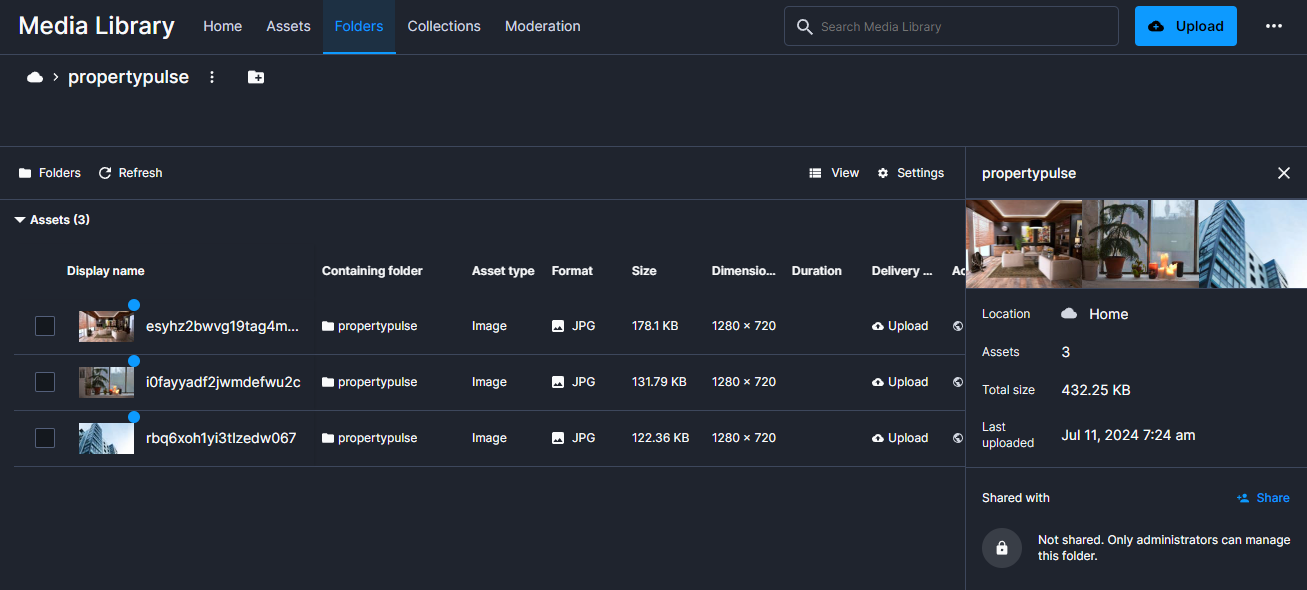 Media Library Home Assets Folders Collections Moderation Search Media Library Upload
propertypulse
Folders Refresh View Settings
propertypulse
Assets (3)
Display name Containing folder Asset type Format Size Dimensio... Duration Delivery ... Ac
esyhz2bwvg19tag4m... propertypulse Image JPG 178.1 KB 1280 × 720 Upload
i0fayyadf2jwmdefwu2c propertypulse Image JPG 131.79 KB 1280 × 720 Upload
rbq6xoh1yi3tlzedw067 propertypulse Image JPG 122.36 KB 1280 × 720 Upload
Location Home
Assets 3
Total size 432.25 KB
Last
uploaded Jul 11, 2024 7:24 am
Shared with Share
Not shared. Only administrators can manage
this folder.